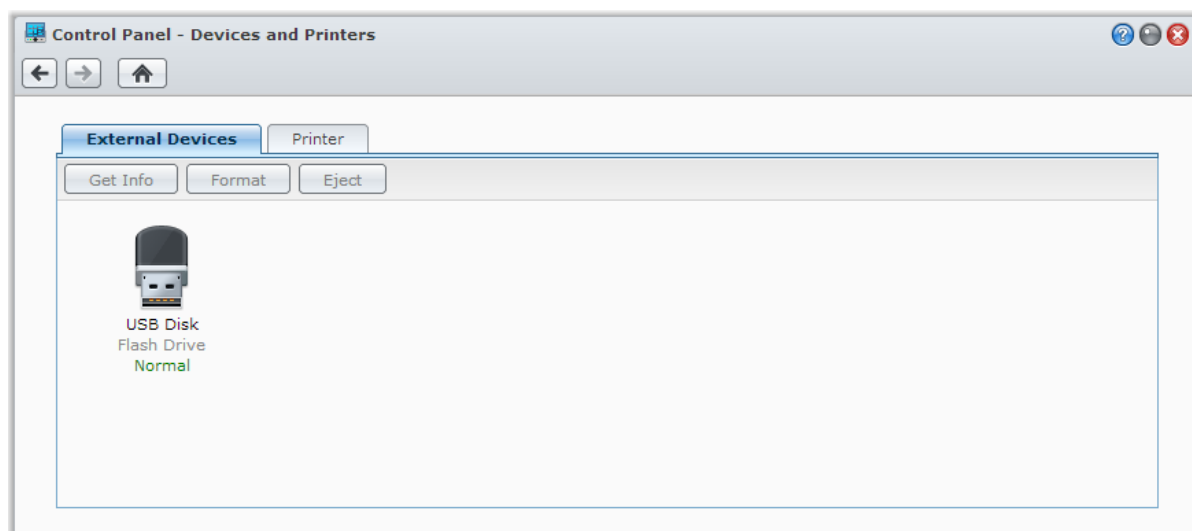 Control Panel - Devices and Printers
External Devices Printer
Get Info Format Eject
USB Disk
Flash Drive
Normal